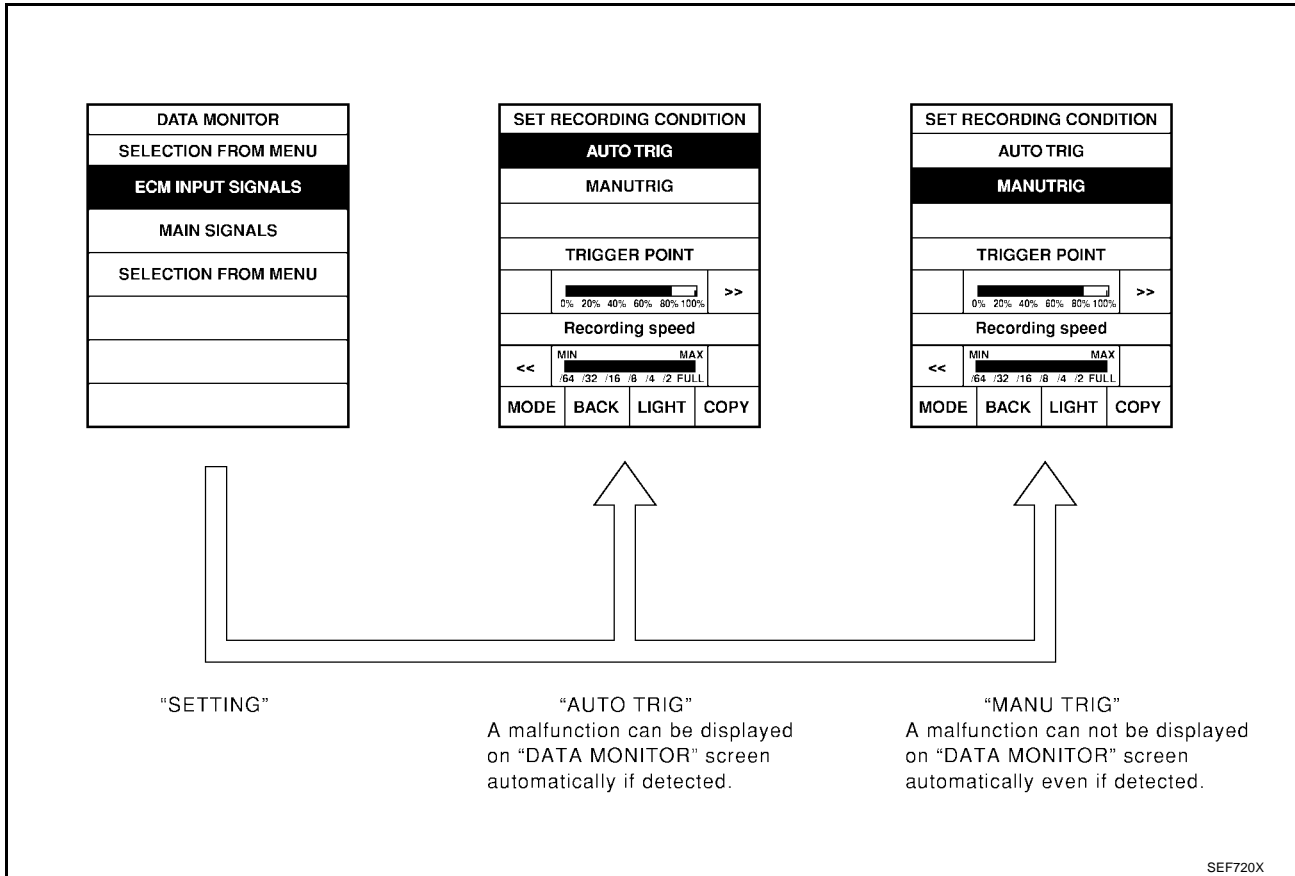 DATA MONITOR
SELECTION FROM MENU
ECM INPUT SIGNALS
MAIN SIGNALS
SELECTION FROM MENU
SET RECORDING CONDITION
AUTO TRIG
MANUTRIG
TRIGGER POINT
>>
0% 20% 40% 60% 80% 100%
Recording speed
MIN MAX
<<
/64 /32 /16 /8 /4 /2 FULL
MODE BACK LIGHT COPY
SET RECORDING CONDITION
AUTO TRIG
MANUTRIG
TRIGGER POINT
>>
0% 20% 40% 60% 80% 100%
Recording speed
MIN MAX
<<
/64 /32 /16 /8 /4 /2 FULL
MODE BACK LIGHT COPY
“SETTING”
“AUTO TRIG”
A malfunction can be displayed
on “DATA MONITOR” screen
automatically if detected.
“MANU TRIG”
A malfunction can not be displayed
on “DATA MONITOR” screen
automatically even if detected.
SEF720X